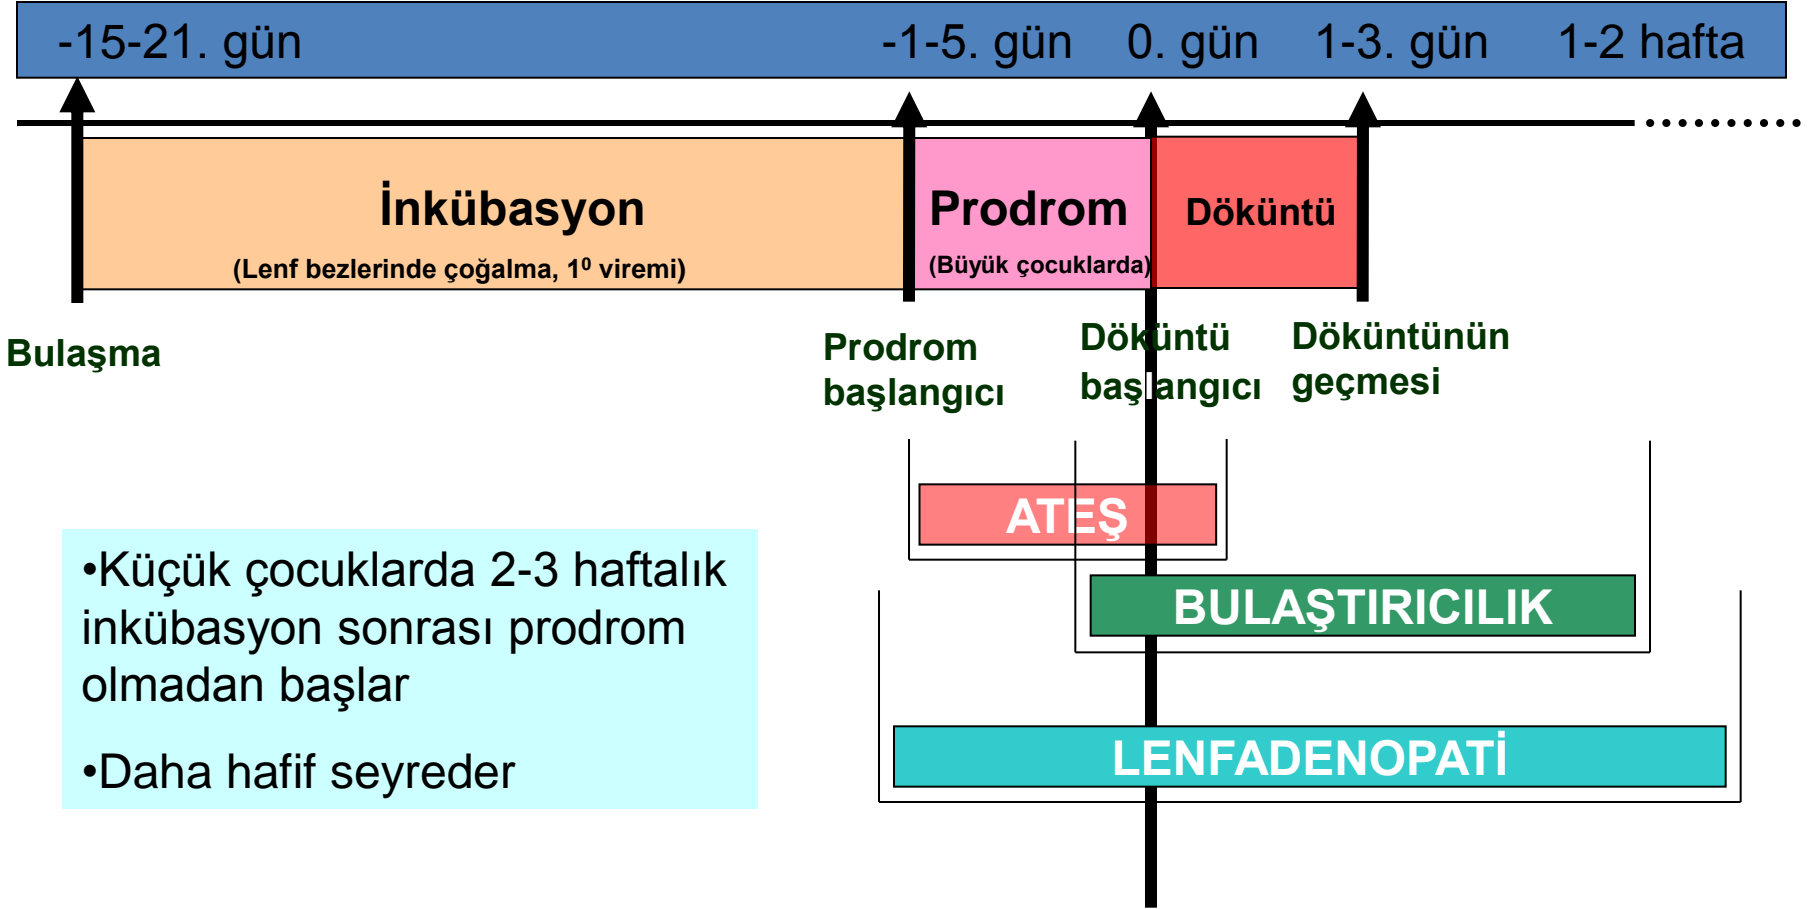 -15-21. gün -1-5. gün 0. gün 1-3. gün 1-2 hafta
İnkübasyon
(Lenf bezlerinde çoğalma, 1⁰ viremi)
Prodrom
(Büyük çocuklarda)
Döküntü
Bulaşma
Prodrom
başlangıcı
Döküntü
başlangıcı
Döküntünün
geçmesi
ATEŞ
BULAŞTIRICILIK
LENFADENOPATİ
•Küçük çocuklarda 2-3 haftalık
inkübasyon sonrası prodrom
olmadan başlar
•Daha hafif seyreder